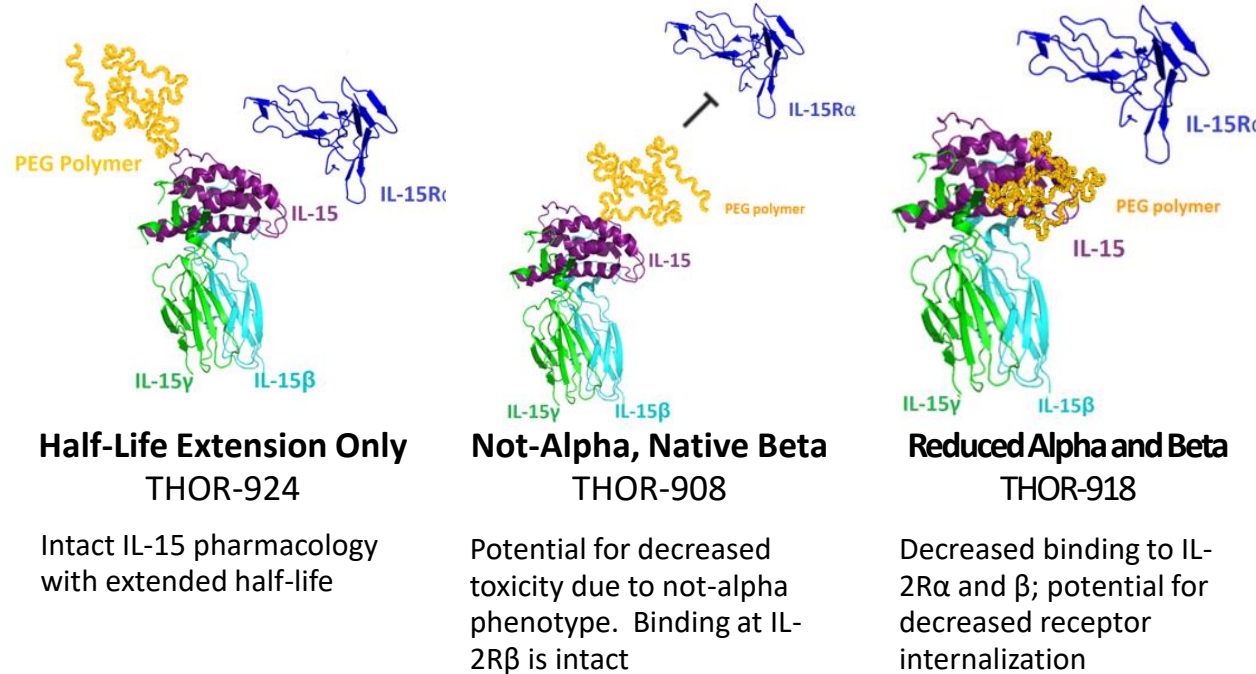 PEG Polymer
IL-15Rα
IL-15
IL-15γ
IL-15β
Half-Life Extension Only
THOR-924
Intact IL-15 pharmacology
with extended half-life
IL-15Rα
PEG polymer
IL-15
IL-15γ
IL-15β
Not-Alpha, Native Beta
THOR-908
Potential for decreased
toxicity due to not-alpha
phenotype. Binding at IL-
2Rβ is intact
IL-15Rα
PEG polymer
IL-15
IL-15γ
IL-15β
Reduced Alpha and Beta
THOR-918
Decreased binding to IL-
2Rα and β; potential for
decreased receptor
internalization